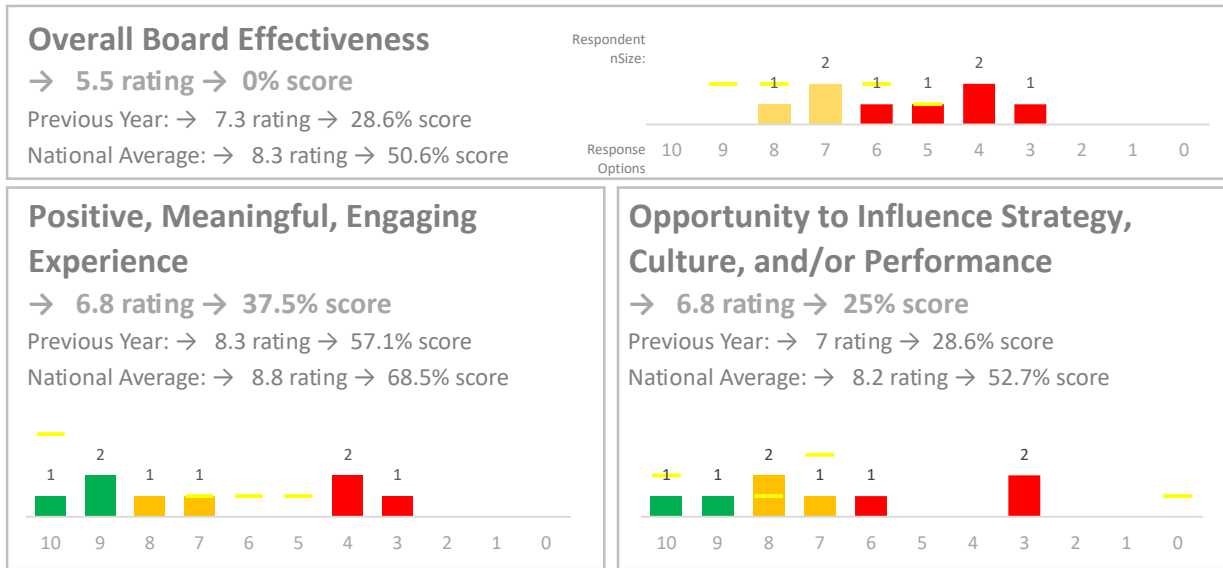 Overall Board Effectiveness
→ 5.5 rating → 0% score
Previous Year: → 7.3 rating → 28.6% score
National Average: → 8.3 rating → 50.6% score
Respondent
nSize:
1 2 1 1 2 1
Response
Options
10 9 8 7 6 5 4 3 2 1 0
Positive, Meaningful, Engaging
Experience
→ 6.8 rating → 37.5% score
Previous Year: → 8.3 rating → 57.1% score
National Average: → 8.8 rating → 68.5% score
1 2 1 1 2 1
10 9 8 7 6 5 4 3 2 1 0
Opportunity to Influence Strategy,
Culture, and/or Performance
→ 6.8 rating → 25% score
Previous Year: → 7 rating → 28.6% score
National Average: → 8.2 rating → 52.7% score
1 1 2 1 1 2
10 9 8 7 6 5 4 3 2 1 0